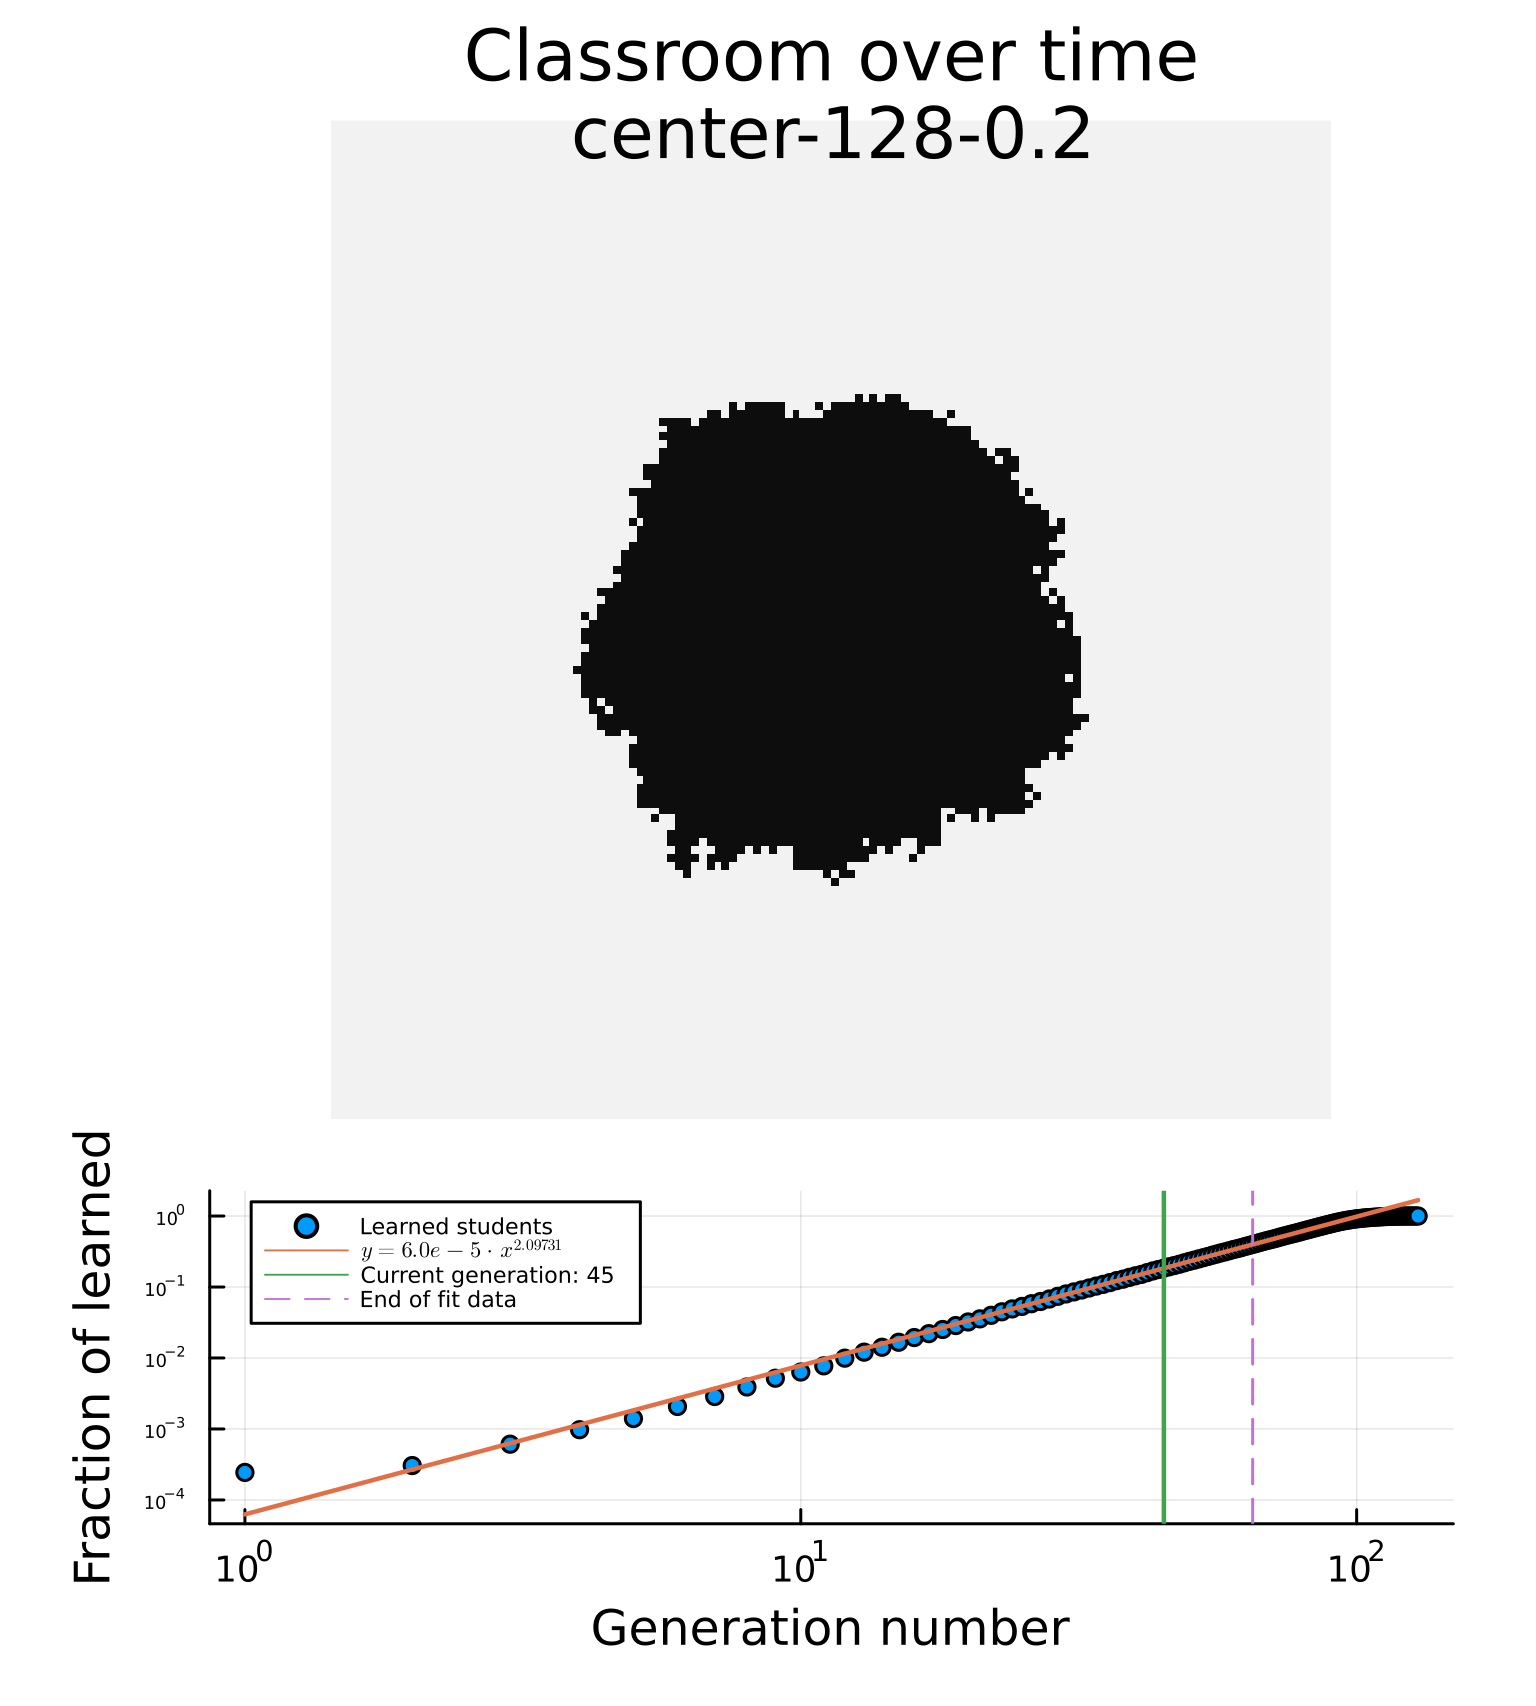 Classroom over time
center-128-0.2
Fraction of learned
10^0
10^-1
10^-2
10^-3
10^-4
Learned students
y = 6.0e − 5 · x^2.09731
Current generation: 45
End of fit data
10^0 10^1 10^2
Generation number